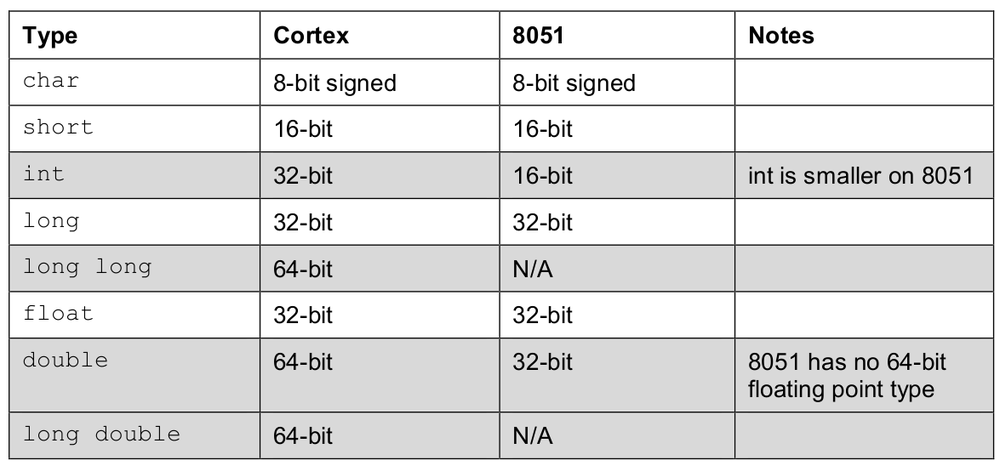 Type Cortex 8051 Notes
char 8-bit signed 8-bit signed
short 16-bit 16-bit
int 32-bit 16-bit int is smaller on 8051
long 32-bit 32-bit
long long 64-bit N/A
float 32-bit 32-bit
double 64-bit 32-bit 8051 has no 64-bit
floating point type
long double 64-bit N/A